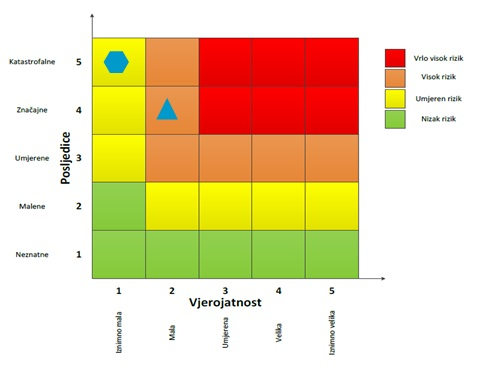 Katastrofalne 5
Značajne 4
Umjerene 3
Malene 2
Neznatne 1
Posljedice
1 2 3 4 5
Vjerojatnost
Iznimno mala
Mala
Umjerena
Velika
Iznimno velika
Vrlo visok rizik
Visok rizik
Umjeren rizik
Nizak rizik